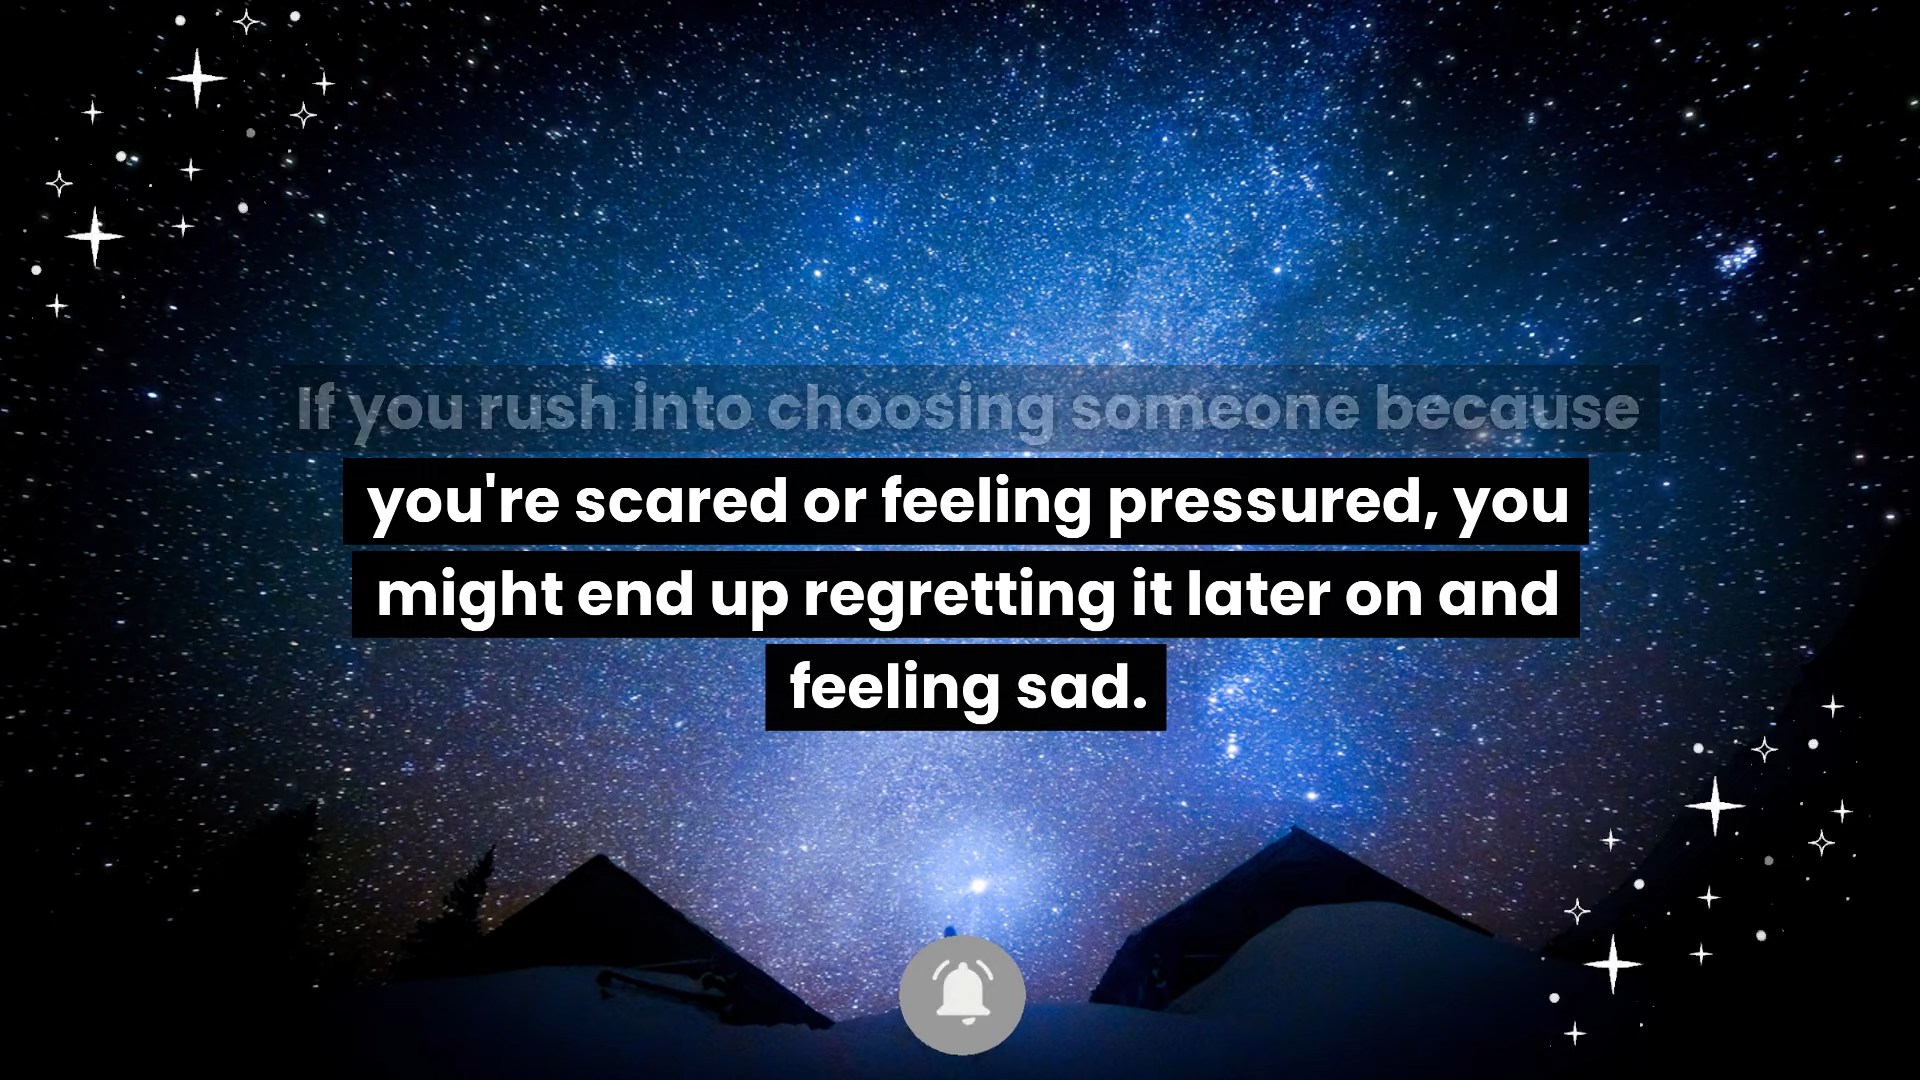 If you rush into choosing someone because
you're scared or feeling pressured, you
might end up regretting it later on and
feeling sad.